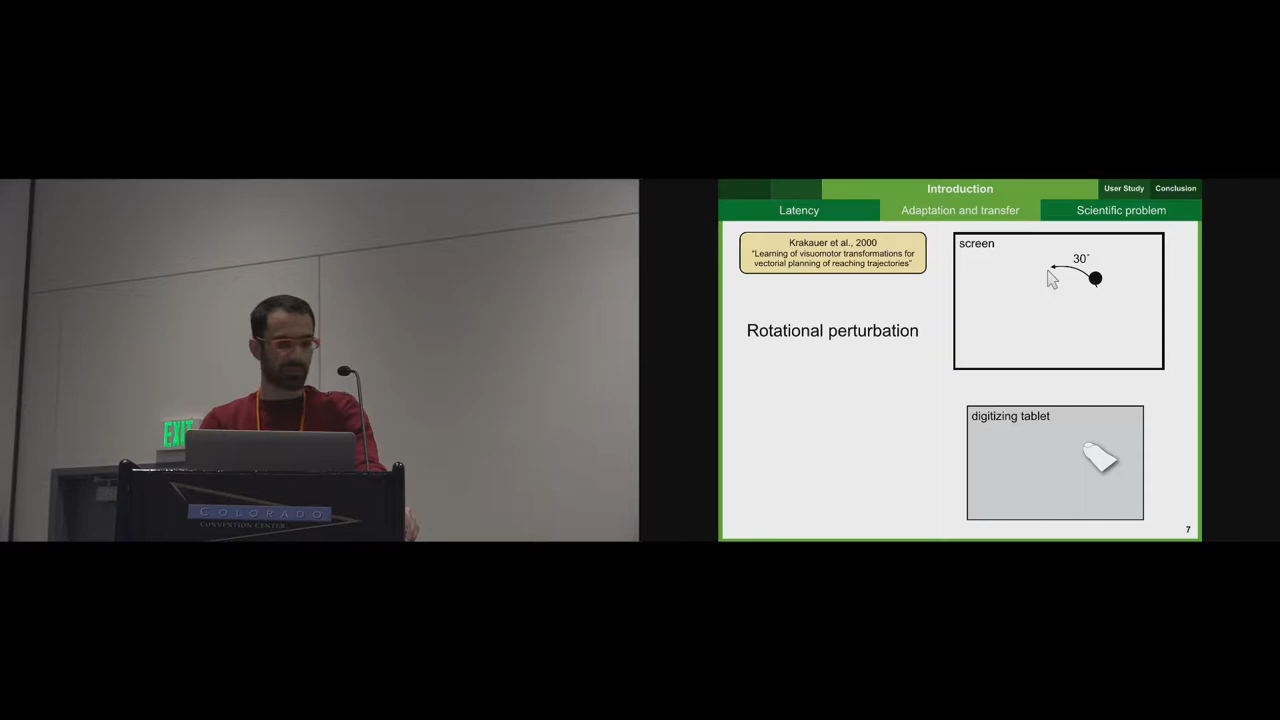 EXIT
COLORADO
CONVENTION CENTER
Introduction
User Study
Conclusion
Latency
Adaptation and transfer
Scientific problem
Krakauer et al., 2000
“Learning of visuomotor transformations for
vectorial planning of reaching trajectories”
Rotational perturbation
screen
30˚
digitizing tablet
7